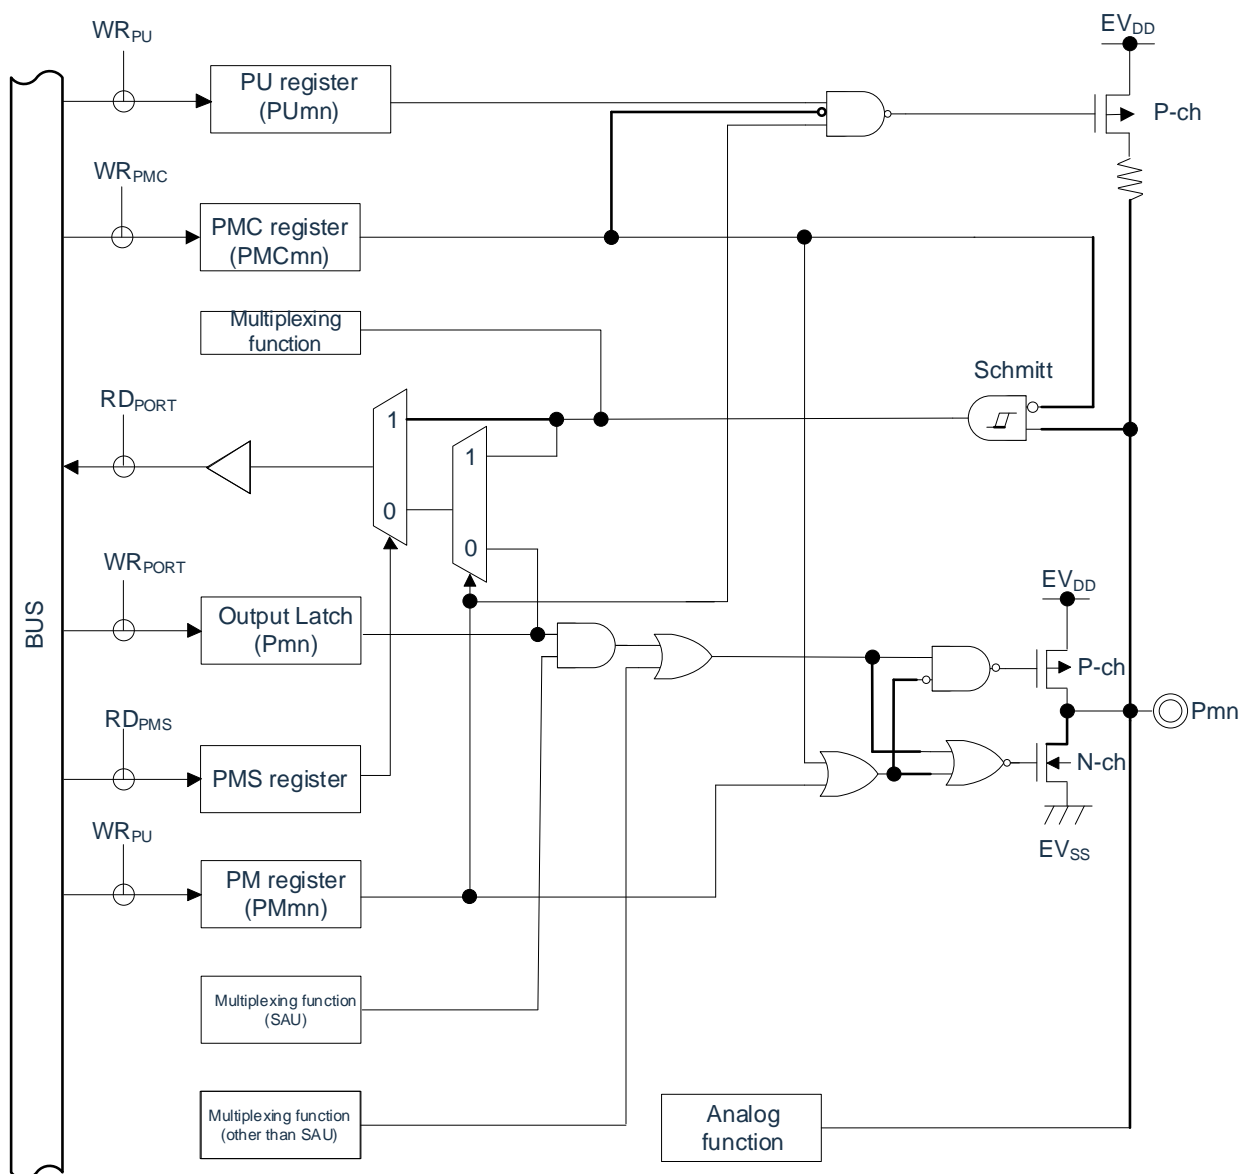 WRPU
EVDD
PU register
(PUmn)
P-ch
WRPMC
PMC register
(PMCmn)
Multiplexing
function
Schmitt
RDPORT
1
1
0
0
WRPORT
EVDD
BUS
Output Latch
(Pmn)
P-ch
Pmn
RDPMS
PMS register
N-ch
WRPU
EVSS
PM register
(PMmn)
Multiplexing function
(SAU)
Multiplexing function
(other than SAU)
Analog
function